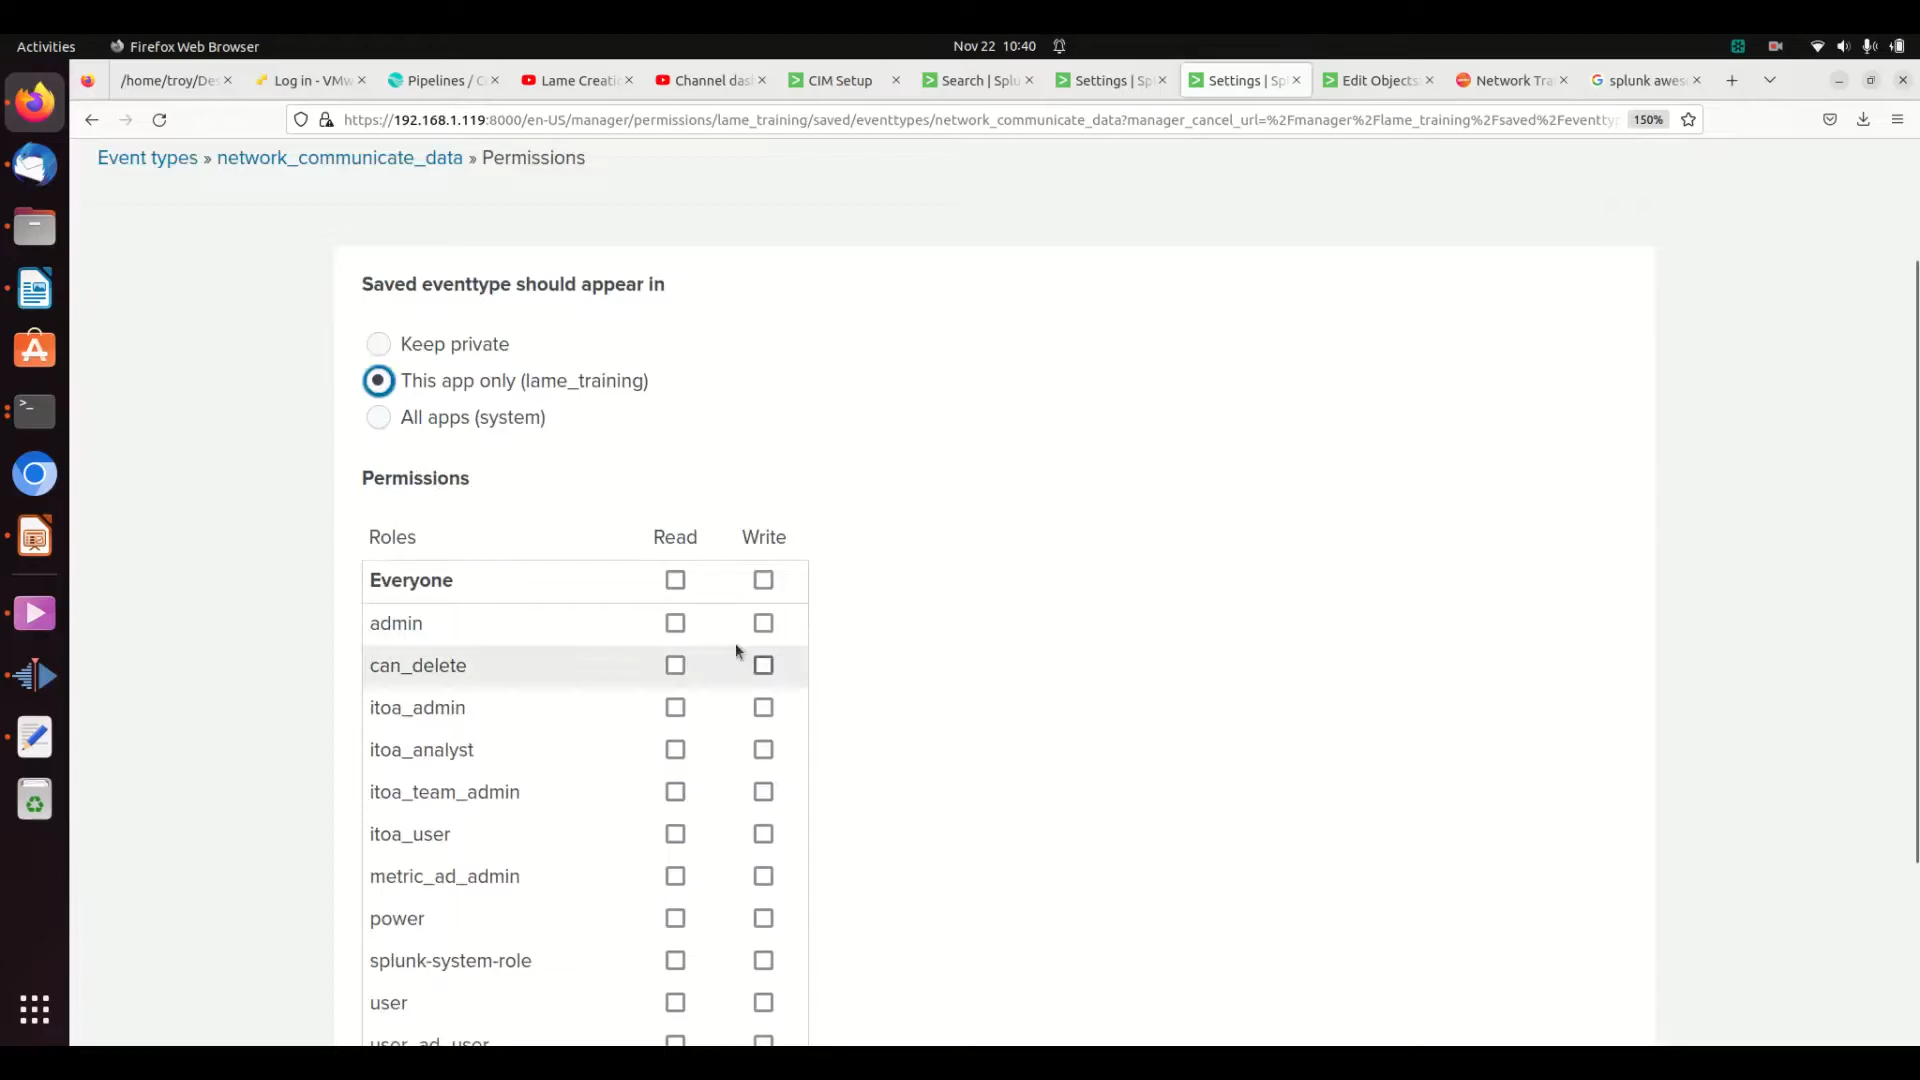 Activities
Firefox Web Browser
Nov 22 10:40
/home/troy/De
Log in - VMw
Pipelines / C
Lame Creati
Channel das
CIM Setup
Search | Splu
Settings | Sp
Settings | Sp
Edit Objects
Network Tra
splunk awes
https://192.168.1.119:8000/en-US/manager/permissions/lame_training/saved/eventtypes/network_communicate_data?manager_cancel_url=%2Fmanager%2Flame_training%2Fsaved%2Feventty
150%
Event types » network_communicate_data » Permissions
Saved eventtype should appear in
Keep private
This app only (lame_training)
All apps (system)
Permissions
Roles Read Write
Everyone
admin
can_delete
itoa_admin
itoa_analyst
itoa_team_admin
itoa_user
metric_ad_admin
power
splunk-system-role
user
user_ad_user